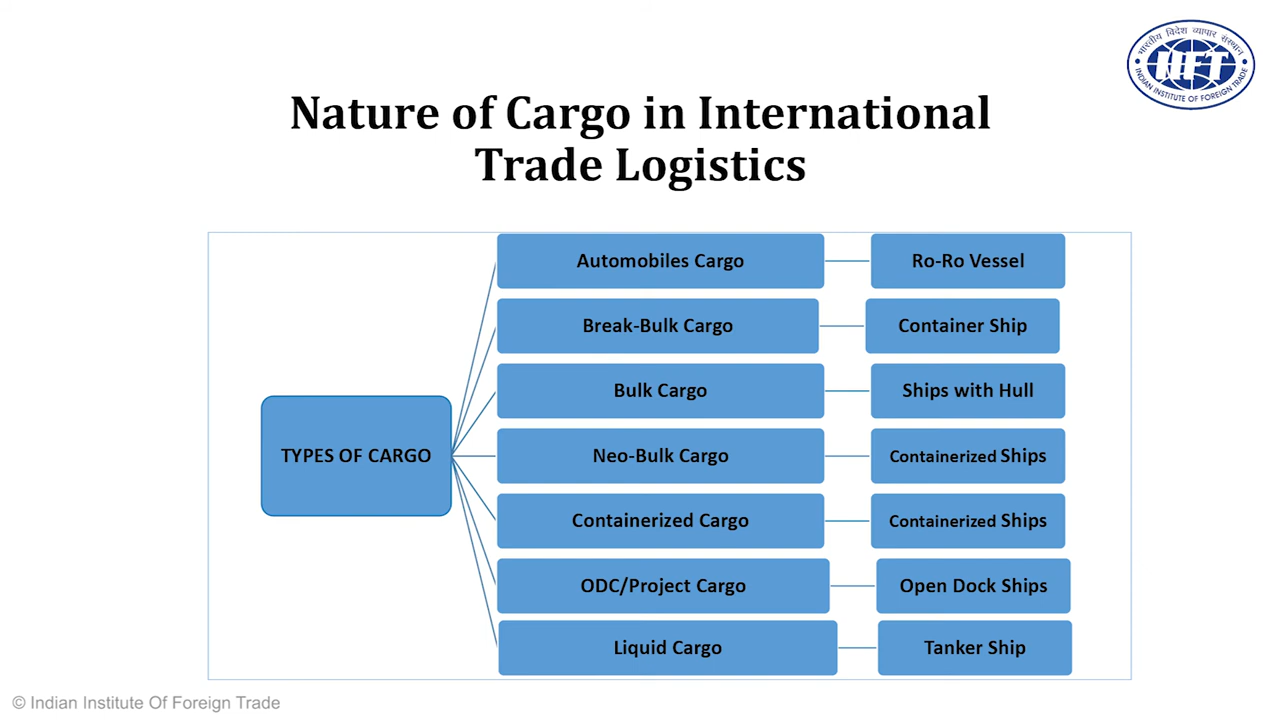 भारतीय विदेश व्यापार संस्थान
IIFT
INDIAN INSTITUTE OF FOREIGN TRADE
Nature of Cargo in International
Trade Logistics
TYPES OF CARGO
Automobiles Cargo
Ro-Ro Vessel
Break-Bulk Cargo
Container Ship
Bulk Cargo
Ships with Hull
Neo-Bulk Cargo
Containerized Ships
Containerized Cargo
Containerized Ships
ODC/Project Cargo
Open Dock Ships
Liquid Cargo
Tanker Ship
© Indian Institute Of Foreign Trade